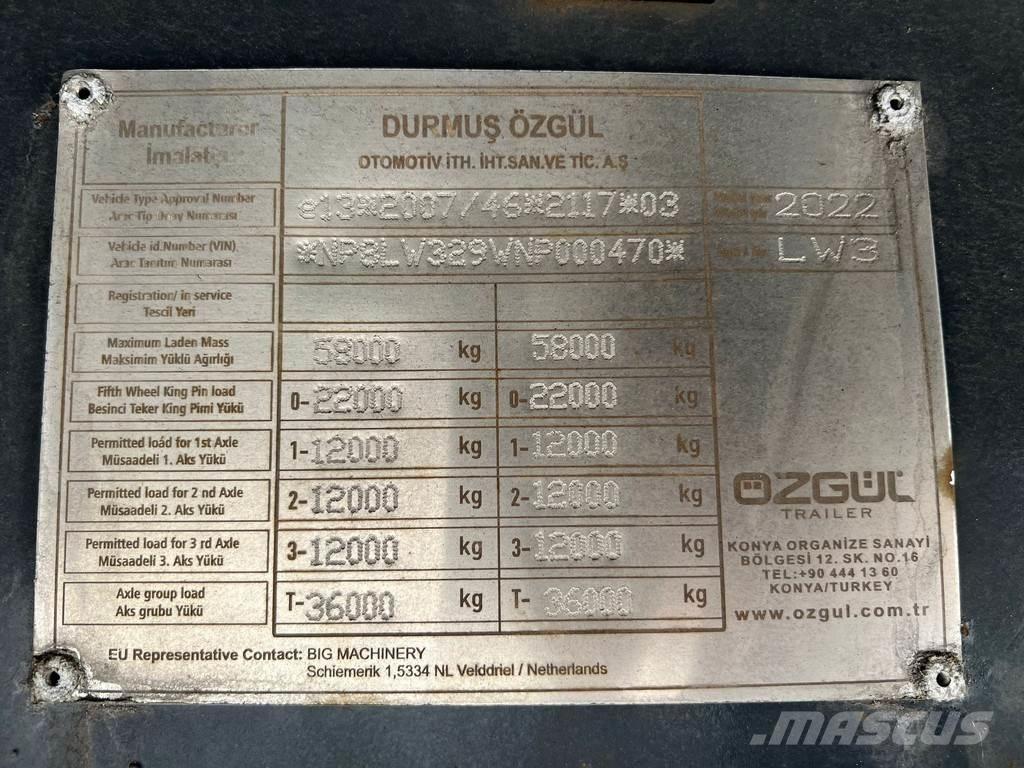 Manufacturer
İmalatçı
DURMUŞ ÖZGÜL
OTOMOTİV İTH. İHT.SAN.VE TİC. A.Ş
Vehicle Type Approval Number
Araç Tip Onay Numarası
e13*2007/46*2117*03
2022
Vehicle id.Number (VIN)
Araç Tanıtım Numarası
*NP8LW329WNP000470*
LW3
Registration/ in service
Tescil Yeri
Maximum Laden Mass
Maksimim Yüklü Ağırlığı
58000 kg 58000 kg
Fifth Wheel King Pin load
Besinci Teker King Pimi Yükü
0-22000 kg 0-22000 kg
Permitted load for 1st Axle
Müsaadeli 1. Aks Yükü
1-12000 kg 1-12000 kg
Permitted load for 2 nd Axle
Müsaadeli 2. Aks Yükü
2-12000 kg 2-12000 kg
Permitted load for 3 rd Axle
Müsaadeli 3. Aks Yükü
3-12000 kg 3-12000 kg
Axle group load
Aks grubu Yükü
T-36000 kg T-36000 kg
ÖZGÜL
TRAILER
KONYA ORGANİZE SANAYİ
BÖLGESİ 12. SK. NO.16
TEL:+90 444 13 60
KONYA/TURKEY
www.ozgul.com.tr
EU Representative Contact: BIG MACHINERY
Schiemerik 1,5334 NL Velddriel / Netherlands
MASCUS